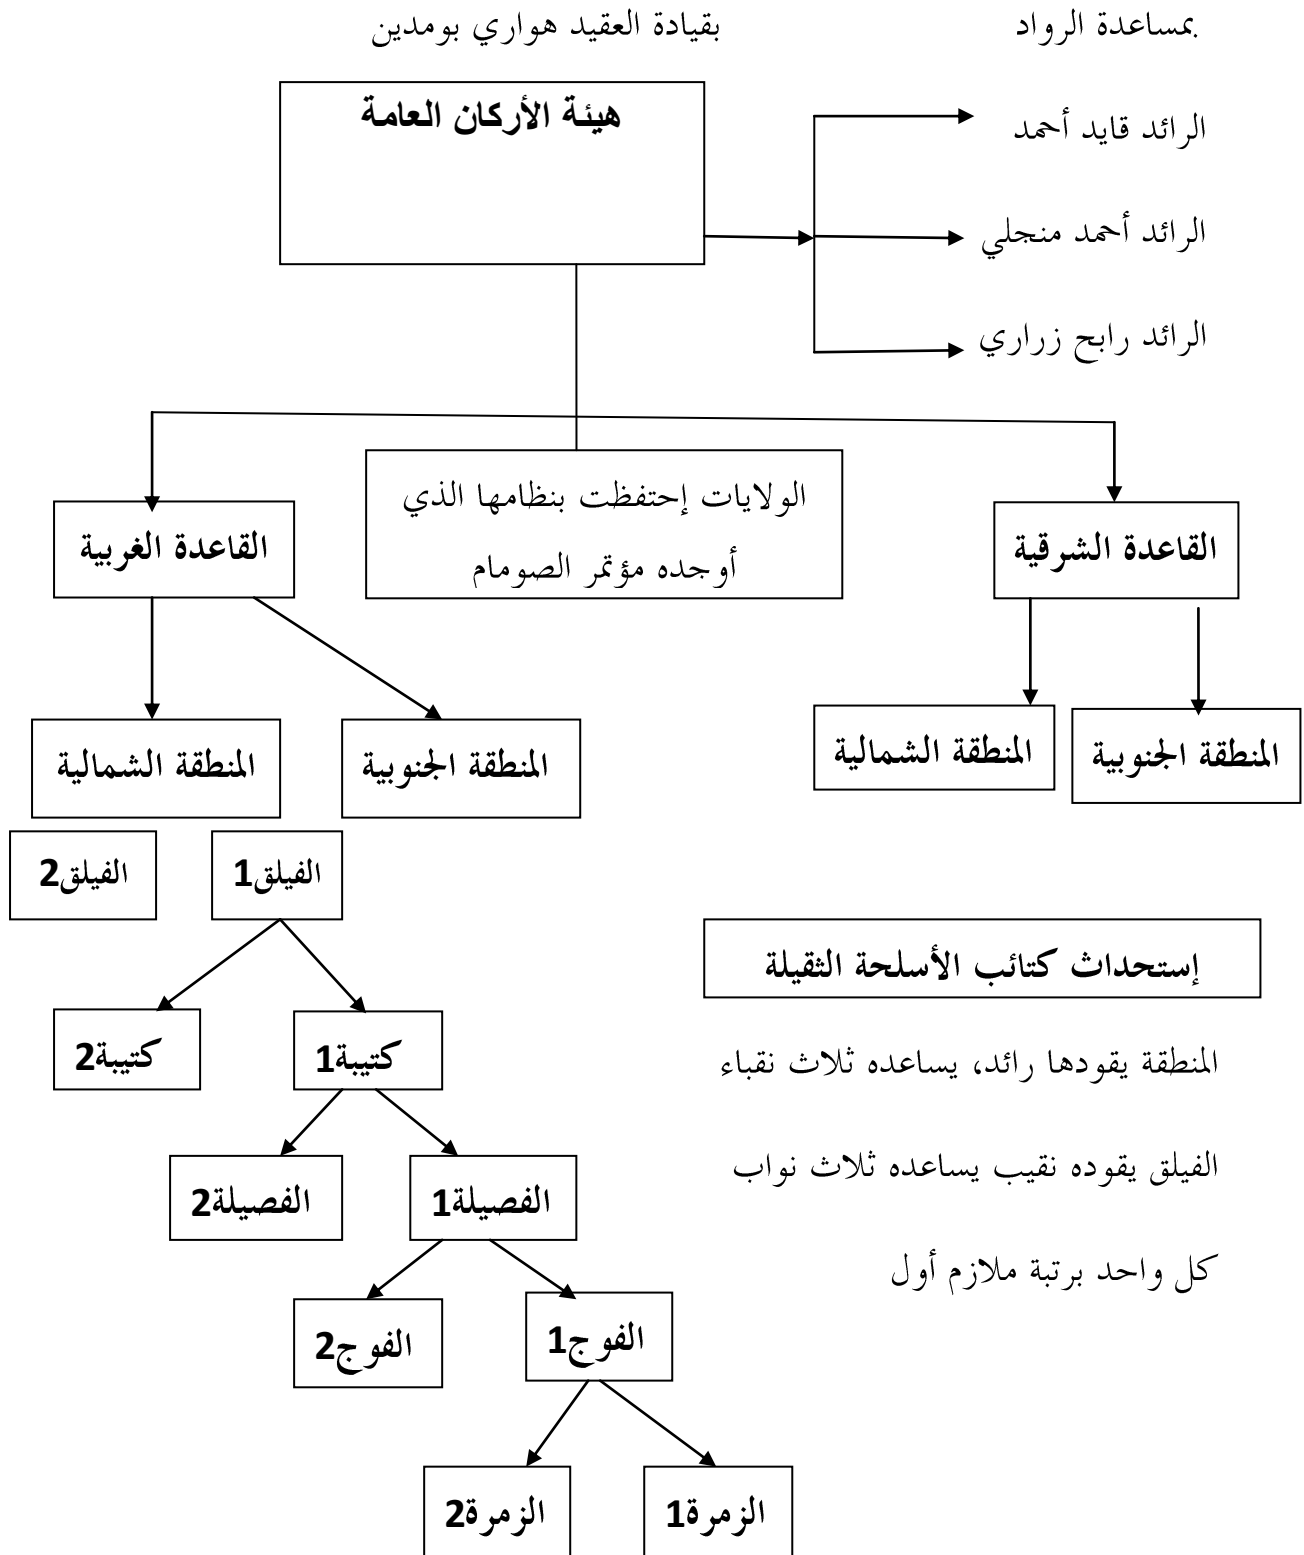 بمساعدة الرواد
بقيادة العقيد هواري بومدين
هيئة الأركان العامة
الرائد قايد أحمد
الرائد أحمد منجلي
الرائد رابح زراري
الولايات إحتفظت بنظامها الذي
أوجده مؤتمر الصومام
القاعدة الشرقية
القاعدة الغربية
المنطقة الجنوبية
المنطقة الشمالية
المنطقة الجنوبية
المنطقة الشمالية
الفيلق1
الفيلق2
إستحداث كتائب الأسلحة الثقيلة
كتيبة1
كتيبة2
المنطقة يقودها رائد، يساعده ثلاث نقباء
الفيلق يقوده نقيب يساعده ثلاث نواب
كل واحد برتبة ملازم أول
الفصيلة1
الفصيلة2
الفوج1
الفوج2
الزمرة1
الزمرة2